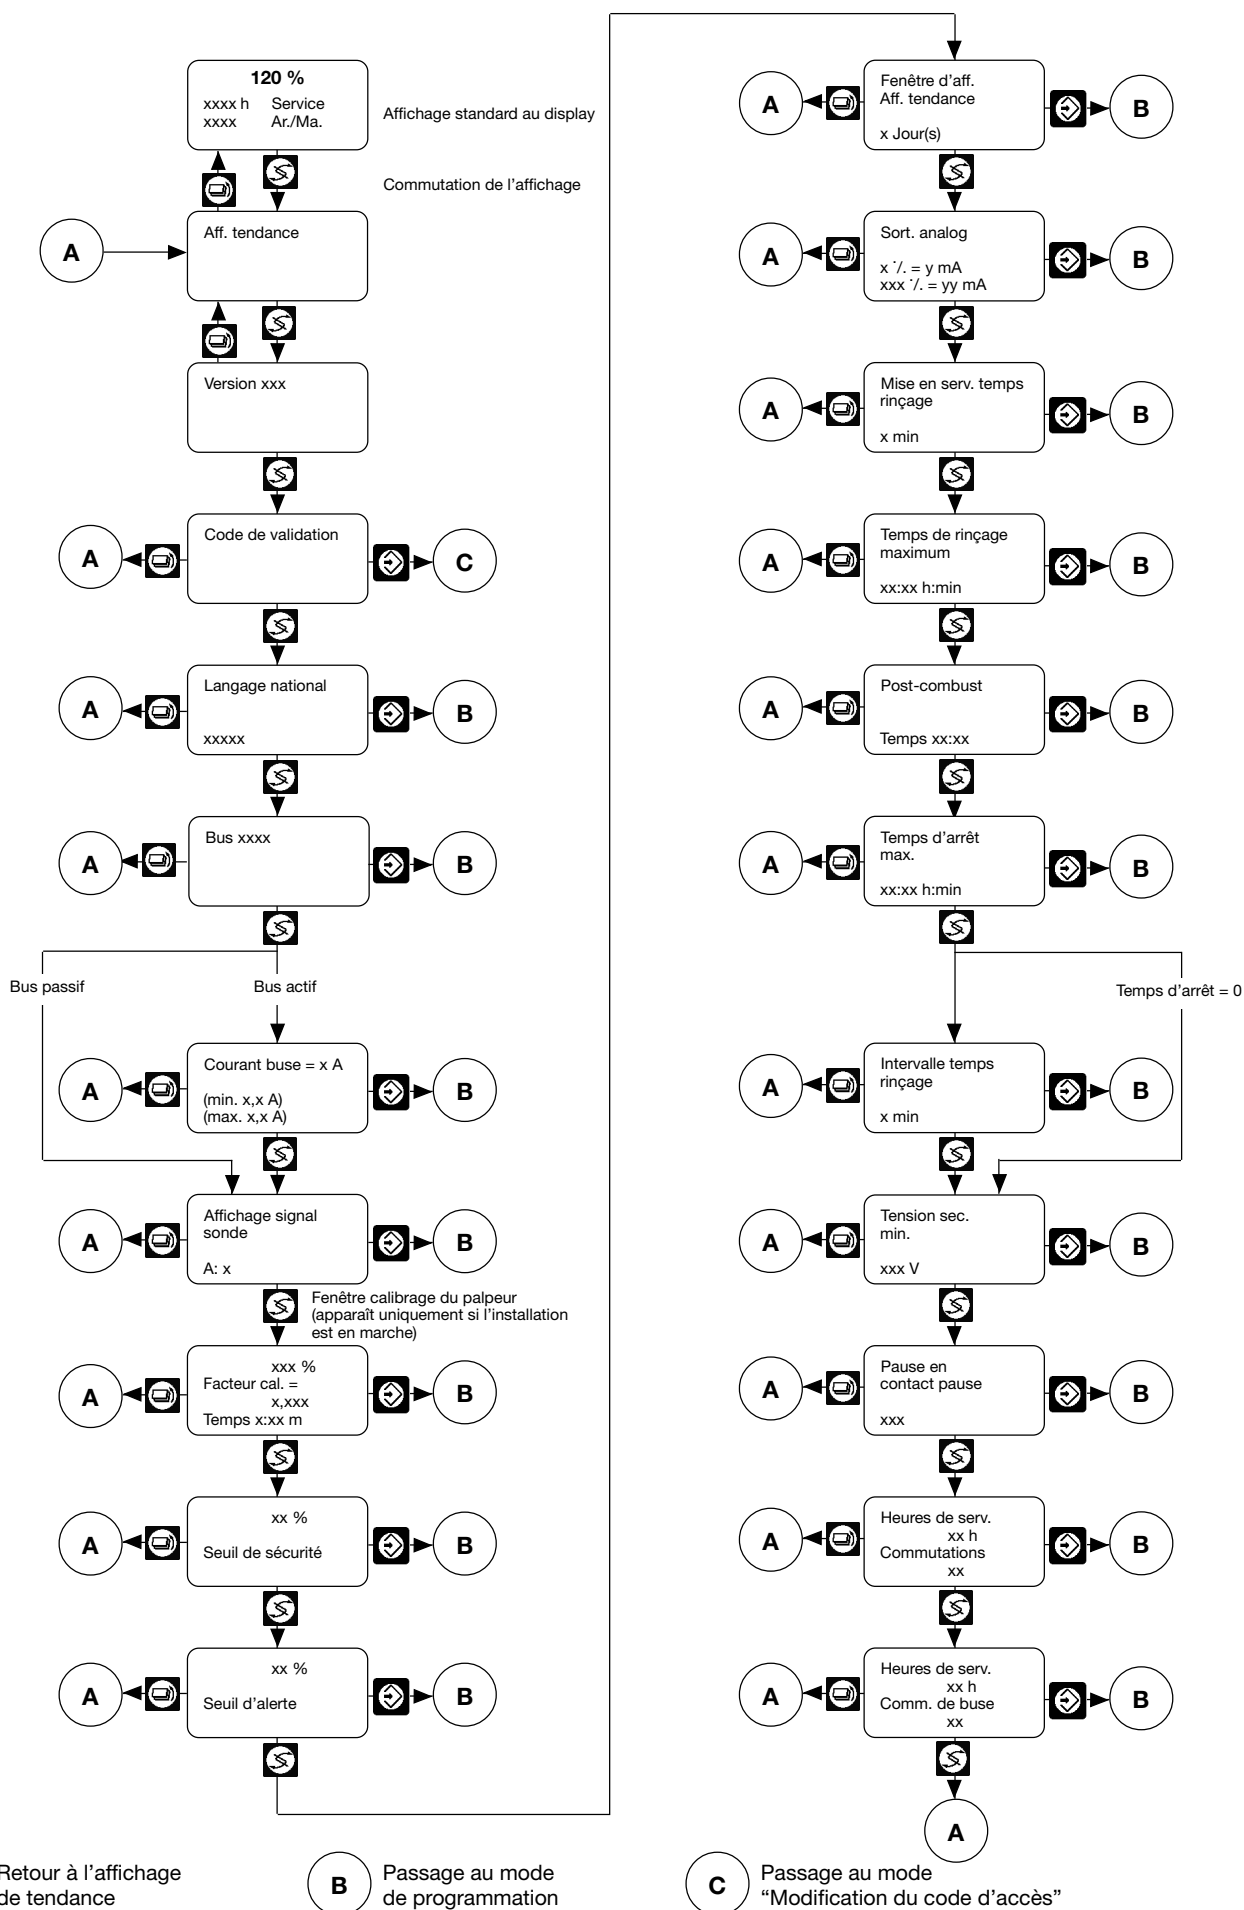 120 %
xxxx h Service
xxxx Ar./Ma.
Affichage standard au display
Commutation de l'affichage
A
Aff. tendance
Version xxx
A
Code de validation
C
A
Langage national
xxxxx
B
A
Bus xxxx
B
Bus passif
Bus actif
A
Courant buse = x A
(min. x,x A)
(max. x,x A)
B
A
Affichage signal
sonde
A: x
B
Fenêtre calibrage du palpeur
(apparaît uniquement si l'installation
est en marche)
A
xxx %
Facteur cal. =
x,xxx
Temps x:xx m
B
A
xx %
Seuil de sécurité
B
A
xx %
Seuil d'alerte
B
A
Fenêtre d'aff.
Aff. tendance
x Jour(s)
B
A
Sort. analog
x ·/. = y mA
xxx ·/. = yy mA
B
A
Mise en serv. temps
rinçage
x min
B
A
Temps de rinçage
maximum
xx:xx h:min
B
A
Post-combust
Temps xx:xx
B
A
Temps d'arrêt
max.
xx:xx h:min
B
Temps d'arrêt = 0
A
Intervalle temps
rinçage
x min
B
A
Tension sec.
min.
xxx V
B
A
Pause en
contact pause
xxx
B
A
Heures de serv.
xx h
Commutations
xx
B
A
Heures de serv.
xx h
Comm. de buse
xx
B
A
Retour à l'affichage
de tendance
B
Passage au mode
de programmation
C
Passage au mode
“Modification du code d'accès”